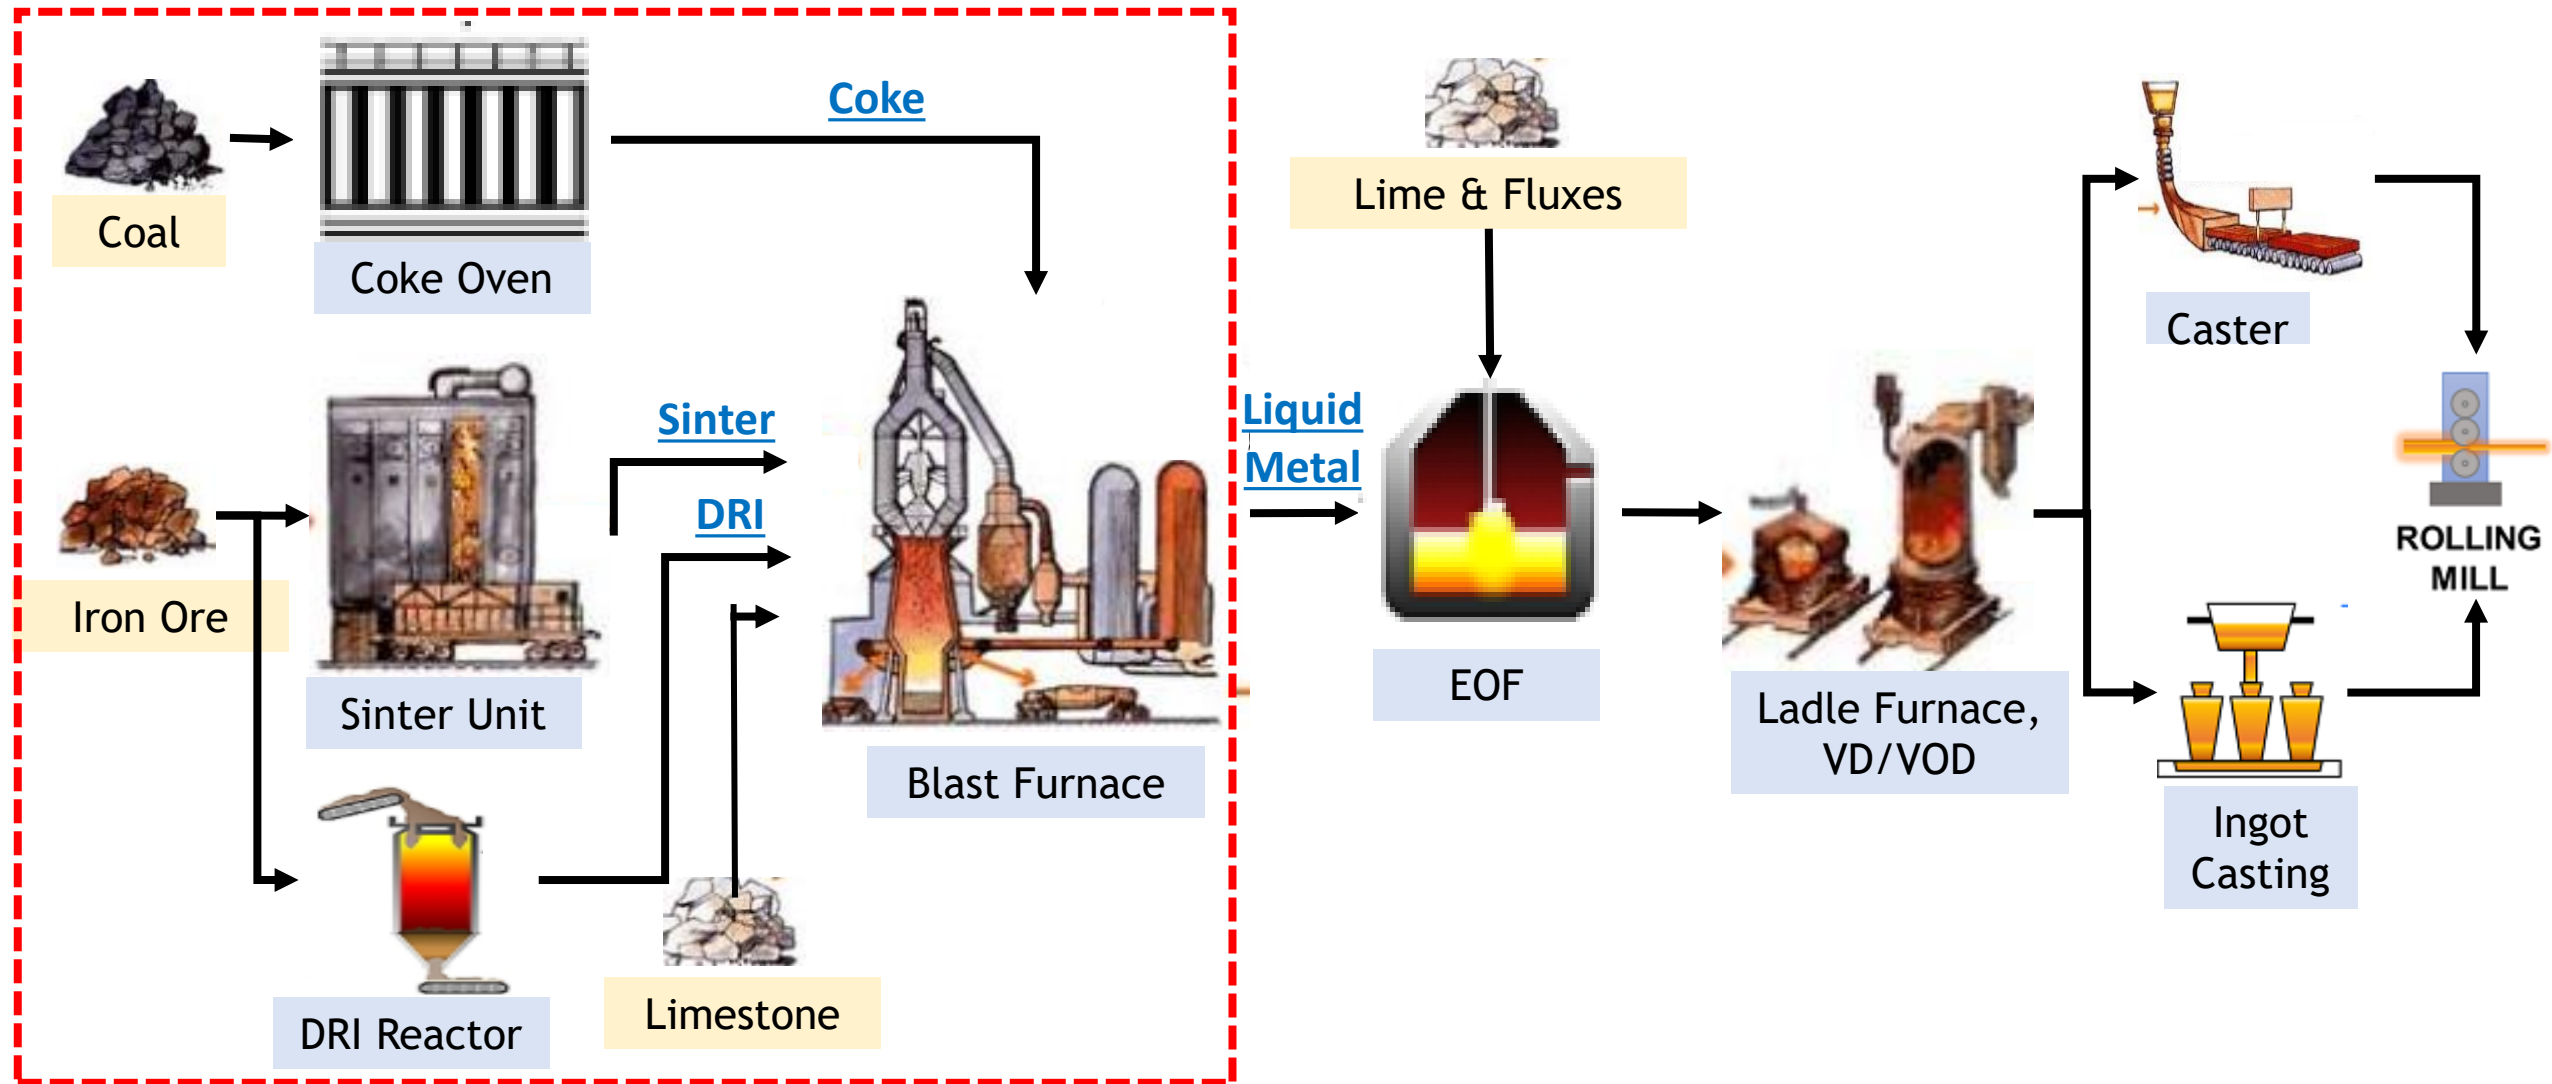 Coal
Coke Oven
Coke
Iron Ore
Sinter Unit
Sinter
DRI
DRI Reactor
Limestone
Blast Furnace
Liquid
Metal
Lime & Fluxes
EOF
Ladle Furnace,
VD/VOD
Caster
ROLLING
MILL
Ingot
Casting